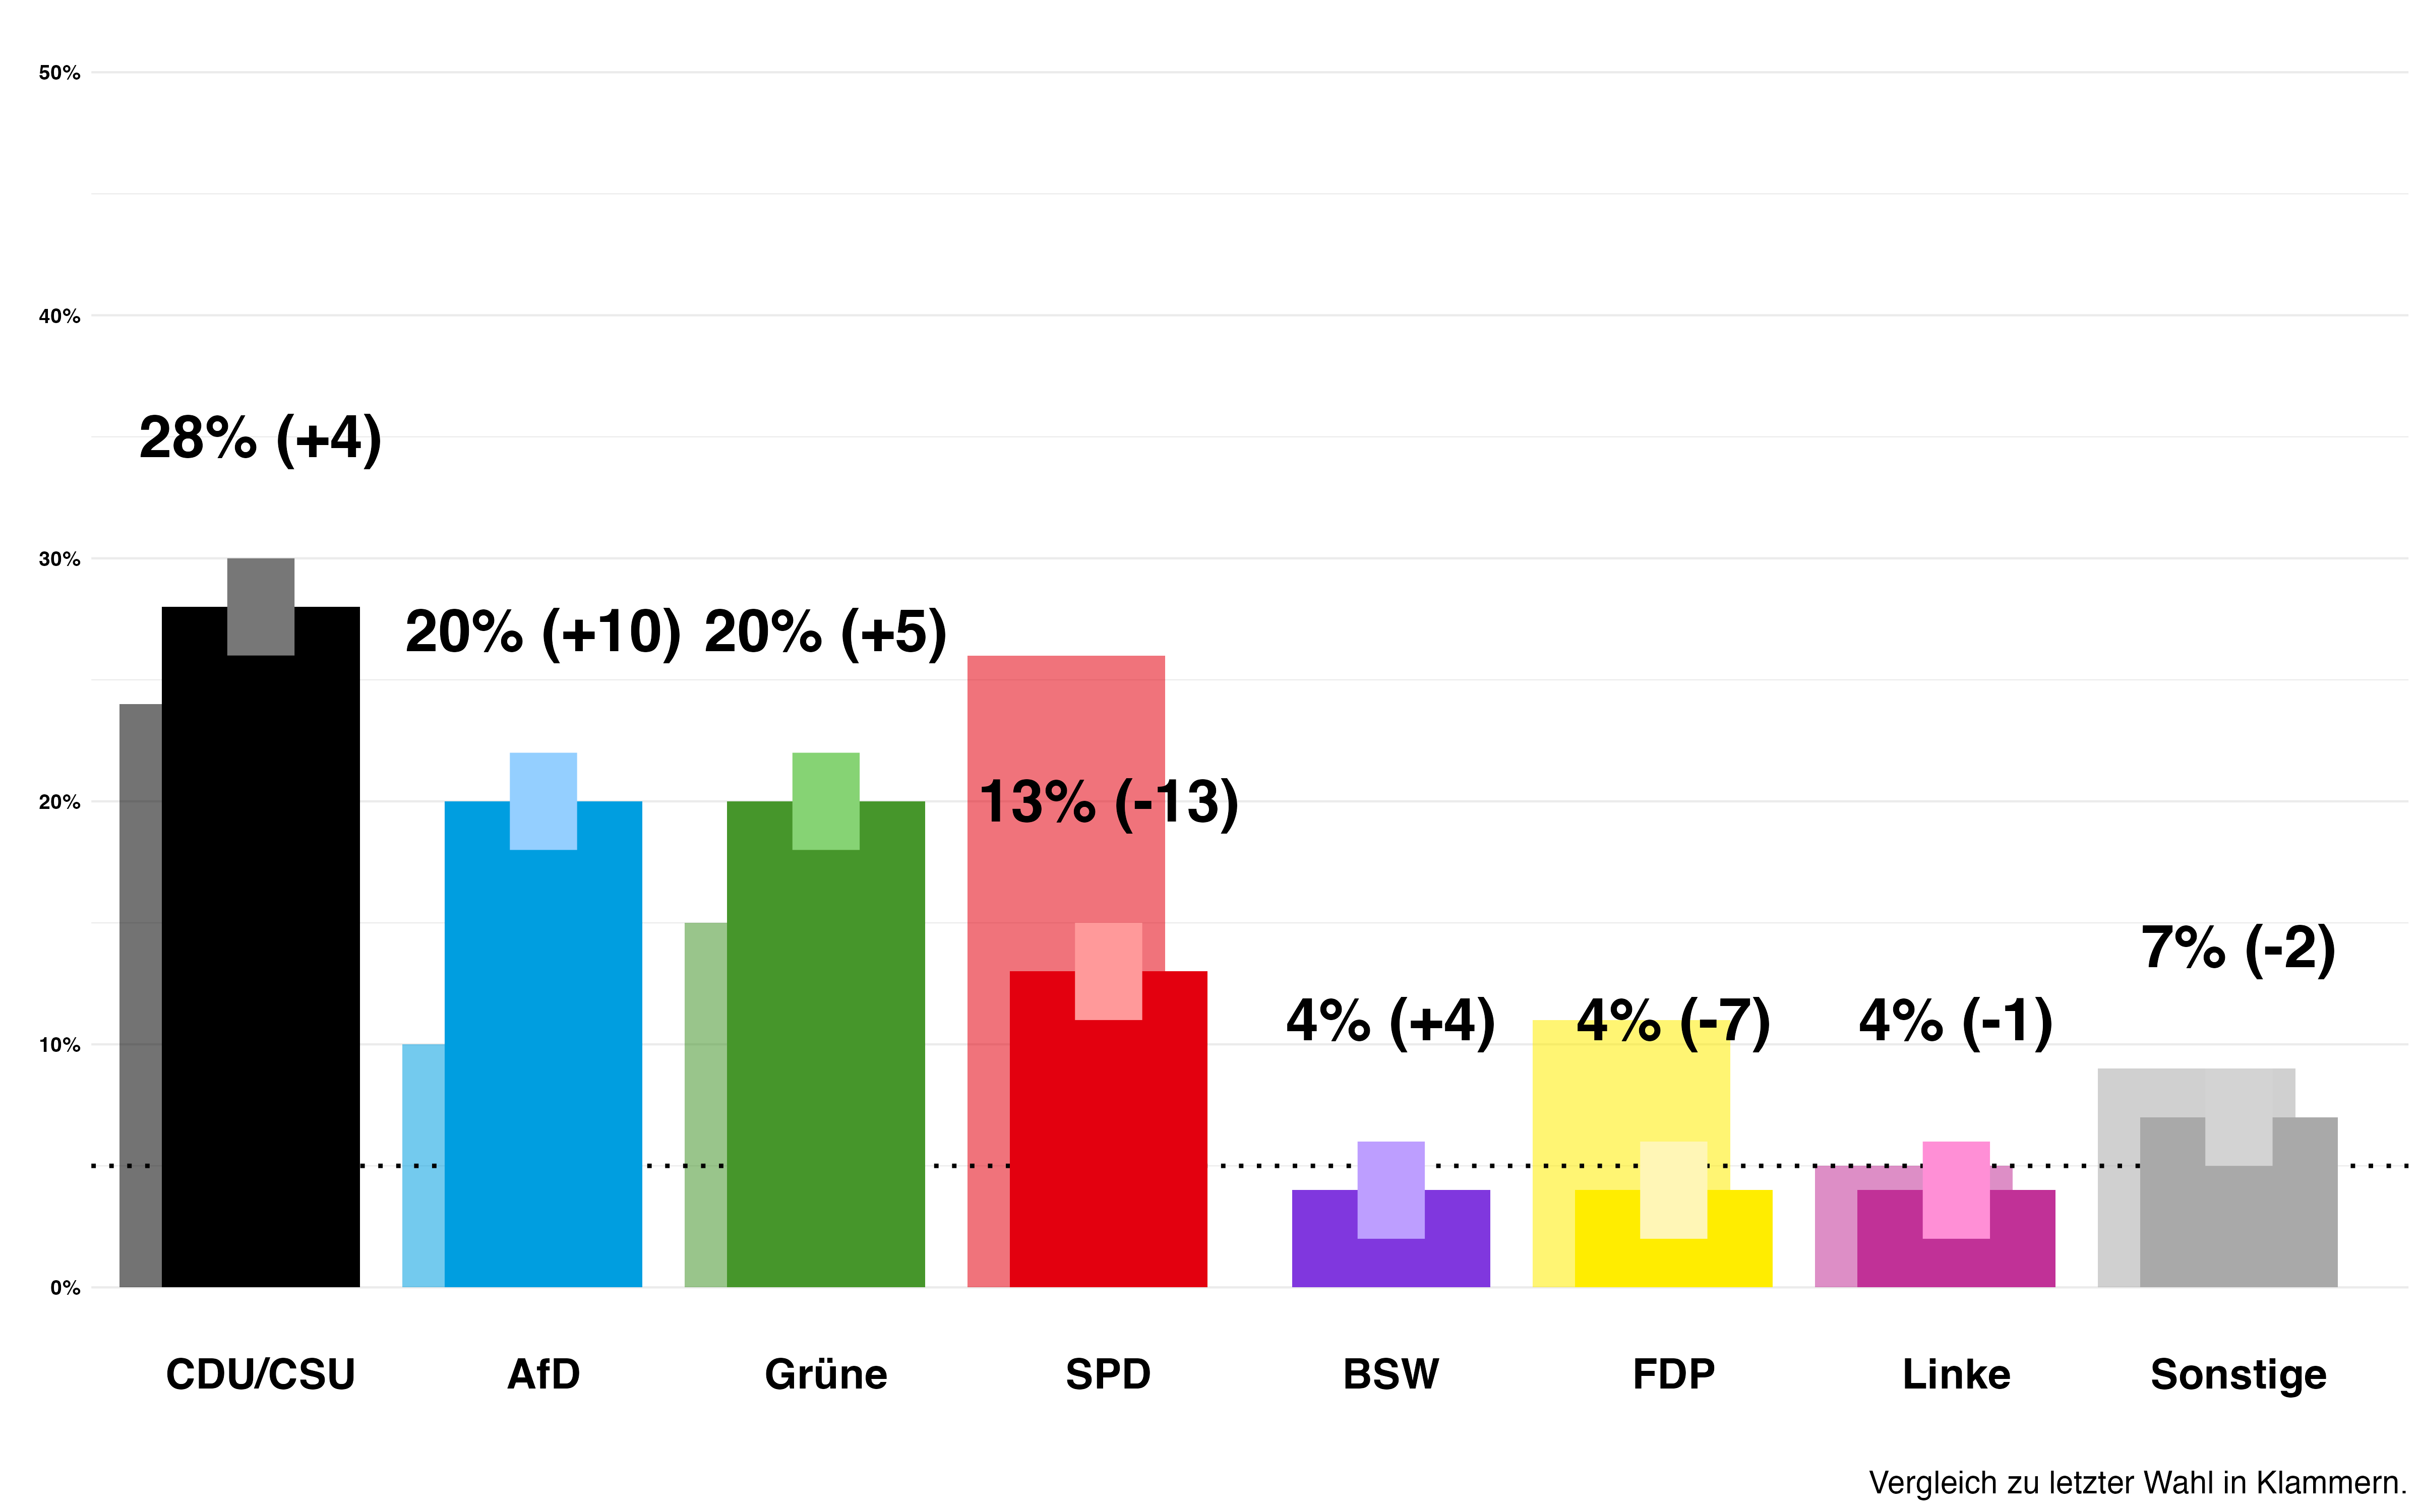 50%
40%
30%
20%
10%
0%
28% (+4)
20% (+10)
20% (+5)
13% (-13)
4% (+4)
4% (-7)
4% (-1)
7% (-2)
CDU/CSU
AfD
Grüne
SPD
BSW
FDP
Linke
Sonstige
Vergleich zu letzter Wahl in Klammern.